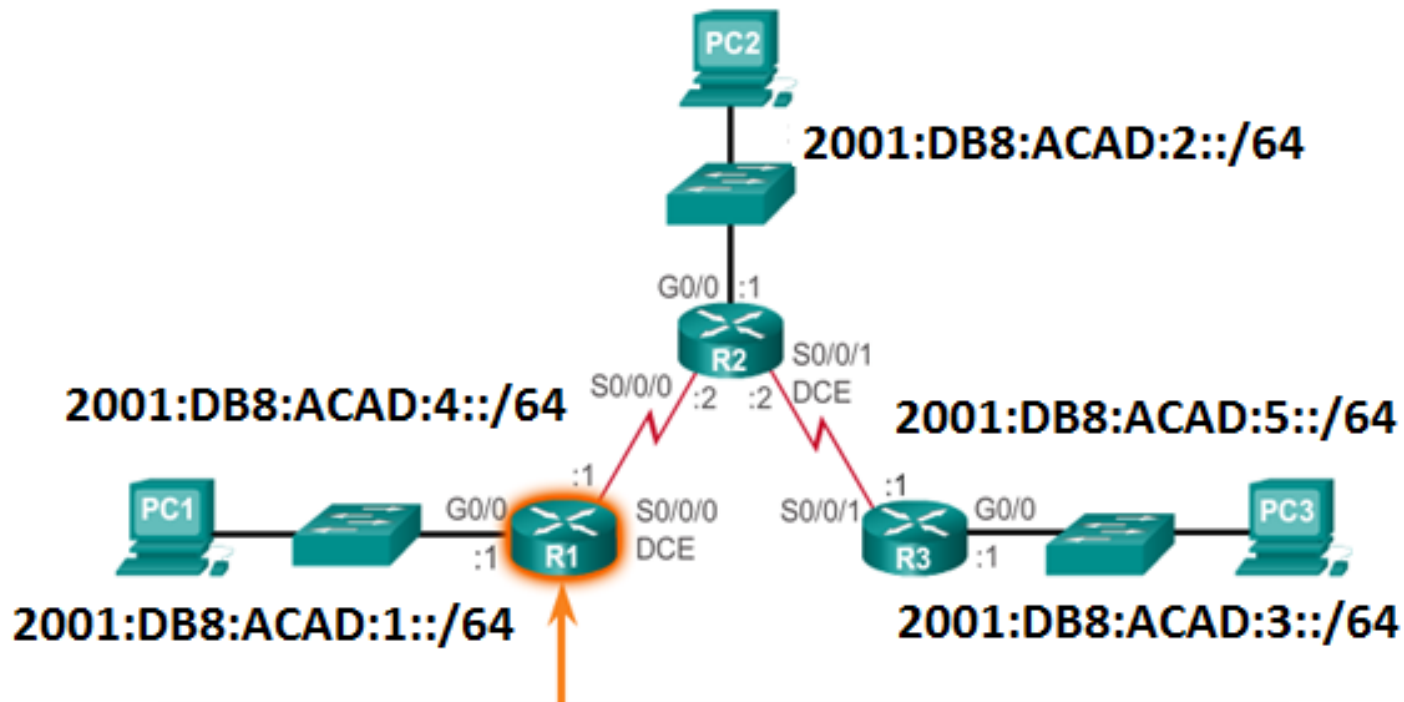 PC2
2001:DB8:ACAD:2::/64
G0/0 :1
R2
S0/0/1
DCE
S0/0/0 :2 :2
2001:DB8:ACAD:4::/64
2001:DB8:ACAD:5::/64
PC1
G0/0
:1
:1
R1
S0/0/0
DCE
S0/0/1
:1
R3
G0/0
:1
PC3
2001:DB8:ACAD:1::/64
2001:DB8:ACAD:3::/64